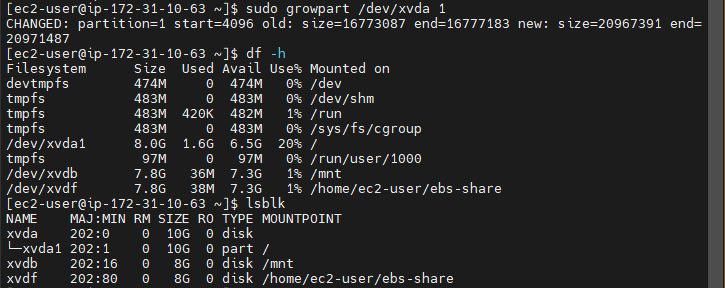 [ec2-user@ip-172-31-10-63 ~]$ sudo growpart /dev/xvda 1
CHANGED: partition=1 start=4096 old: size=16773087 end=16777183 new: size=20967391 end=
20971487
[ec2-user@ip-172-31-10-63 ~]$ df -h
Filesystem      Size  Used Avail Use% Mounted on
devtmpfs        474M     0  474M   0% /dev
tmpfs           483M     0  483M   0% /dev/shm
tmpfs           483M  420K  482M   1% /run
tmpfs           483M     0  483M   0% /sys/fs/cgroup
/dev/xvda1      8.0G  1.6G  6.5G  20% /
tmpfs            97M     0   97M   0% /run/user/1000
/dev/xvdb       7.8G   36M  7.3G   1% /mnt
/dev/xvdf       7.8G   38M  7.3G   1% /home/ec2-user/ebs-share
[ec2-user@ip-172-31-10-63 ~]$ lsblk
NAME    MAJ:MIN RM SIZE RO TYPE MOUNTPOINT
xvda    202:0    0  10G  0 disk
└─xvda1 202:1    0  10G  0 part /
xvdb    202:16   0   8G  0 disk /mnt
xvdf    202:80   0   8G  0 disk /home/ec2-user/ebs-share